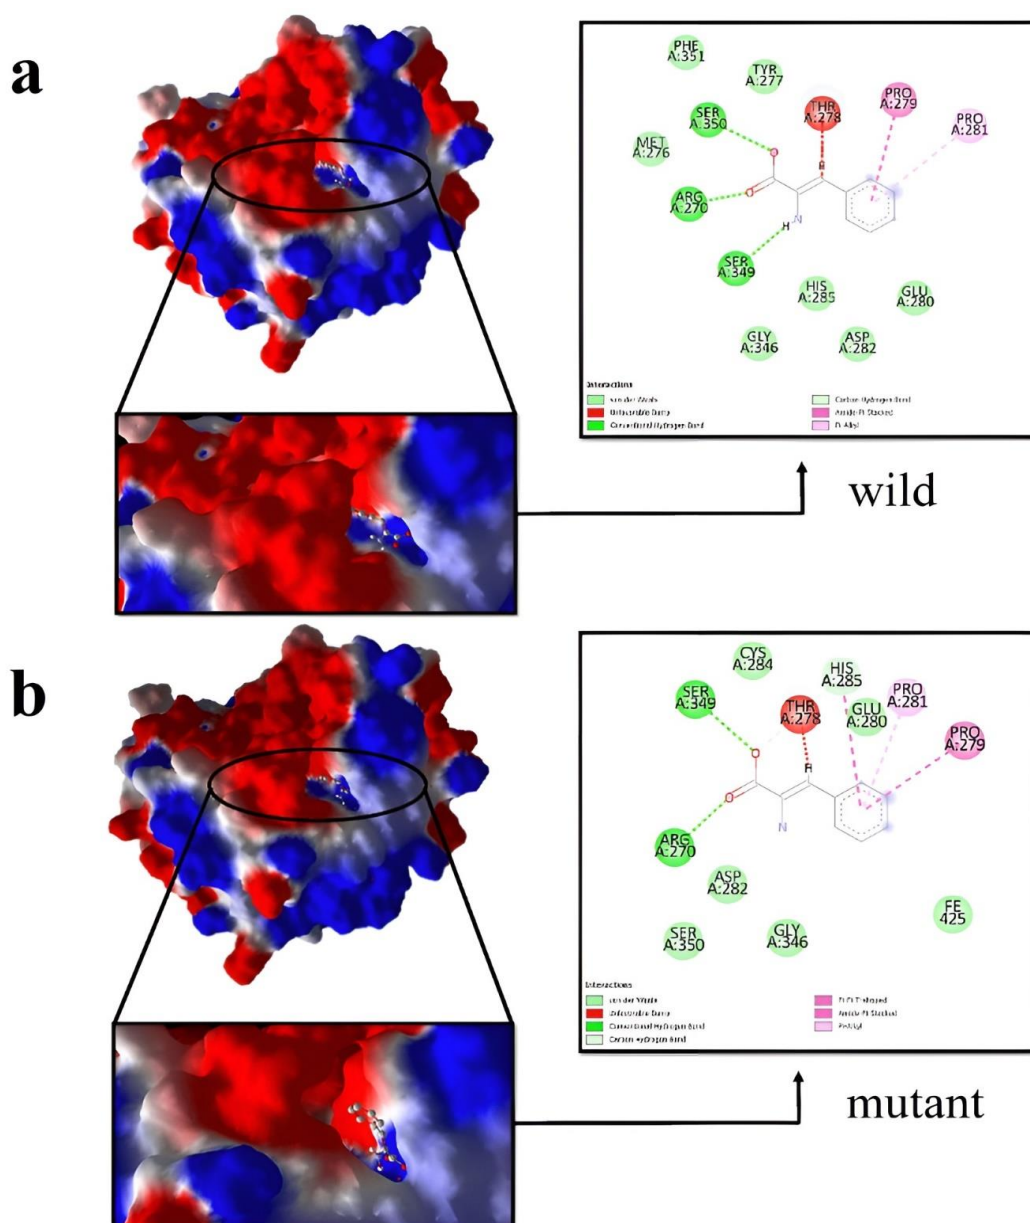 a
PHE
A:351
TYR
A:277
SER
A:350
THR
A:278
PRO
A:279
PRO
A:281
MET
A:276
ARG
A:270
SER
A:349
HIS
A:285
GLU
A:280
GLY
A:346
ASP
A:282
O
O
H
H
N
Interactions
van der Waals
Unfavorable Bump
Conventional Hydrogen Bond
Carbon Hydrogen Bond
Amide-Pi Stacked
Pi-Alkyl
wild
b
CYS
A:284
HIS
A:285
SER
A:349
THR
A:278
GLU
A:280
PRO
A:281
PRO
A:279
O
H
O
N
ARG
A:270
ASP
A:282
SER
A:350
GLY
A:346
FE
425
Interactions
van der Waals
Unfavorable Bump
Conventional Hydrogen Bond
Carbon Hydrogen Bond
Pi-Pi T-shaped
Amide-Pi Stacked
Pi-Alkyl
mutant